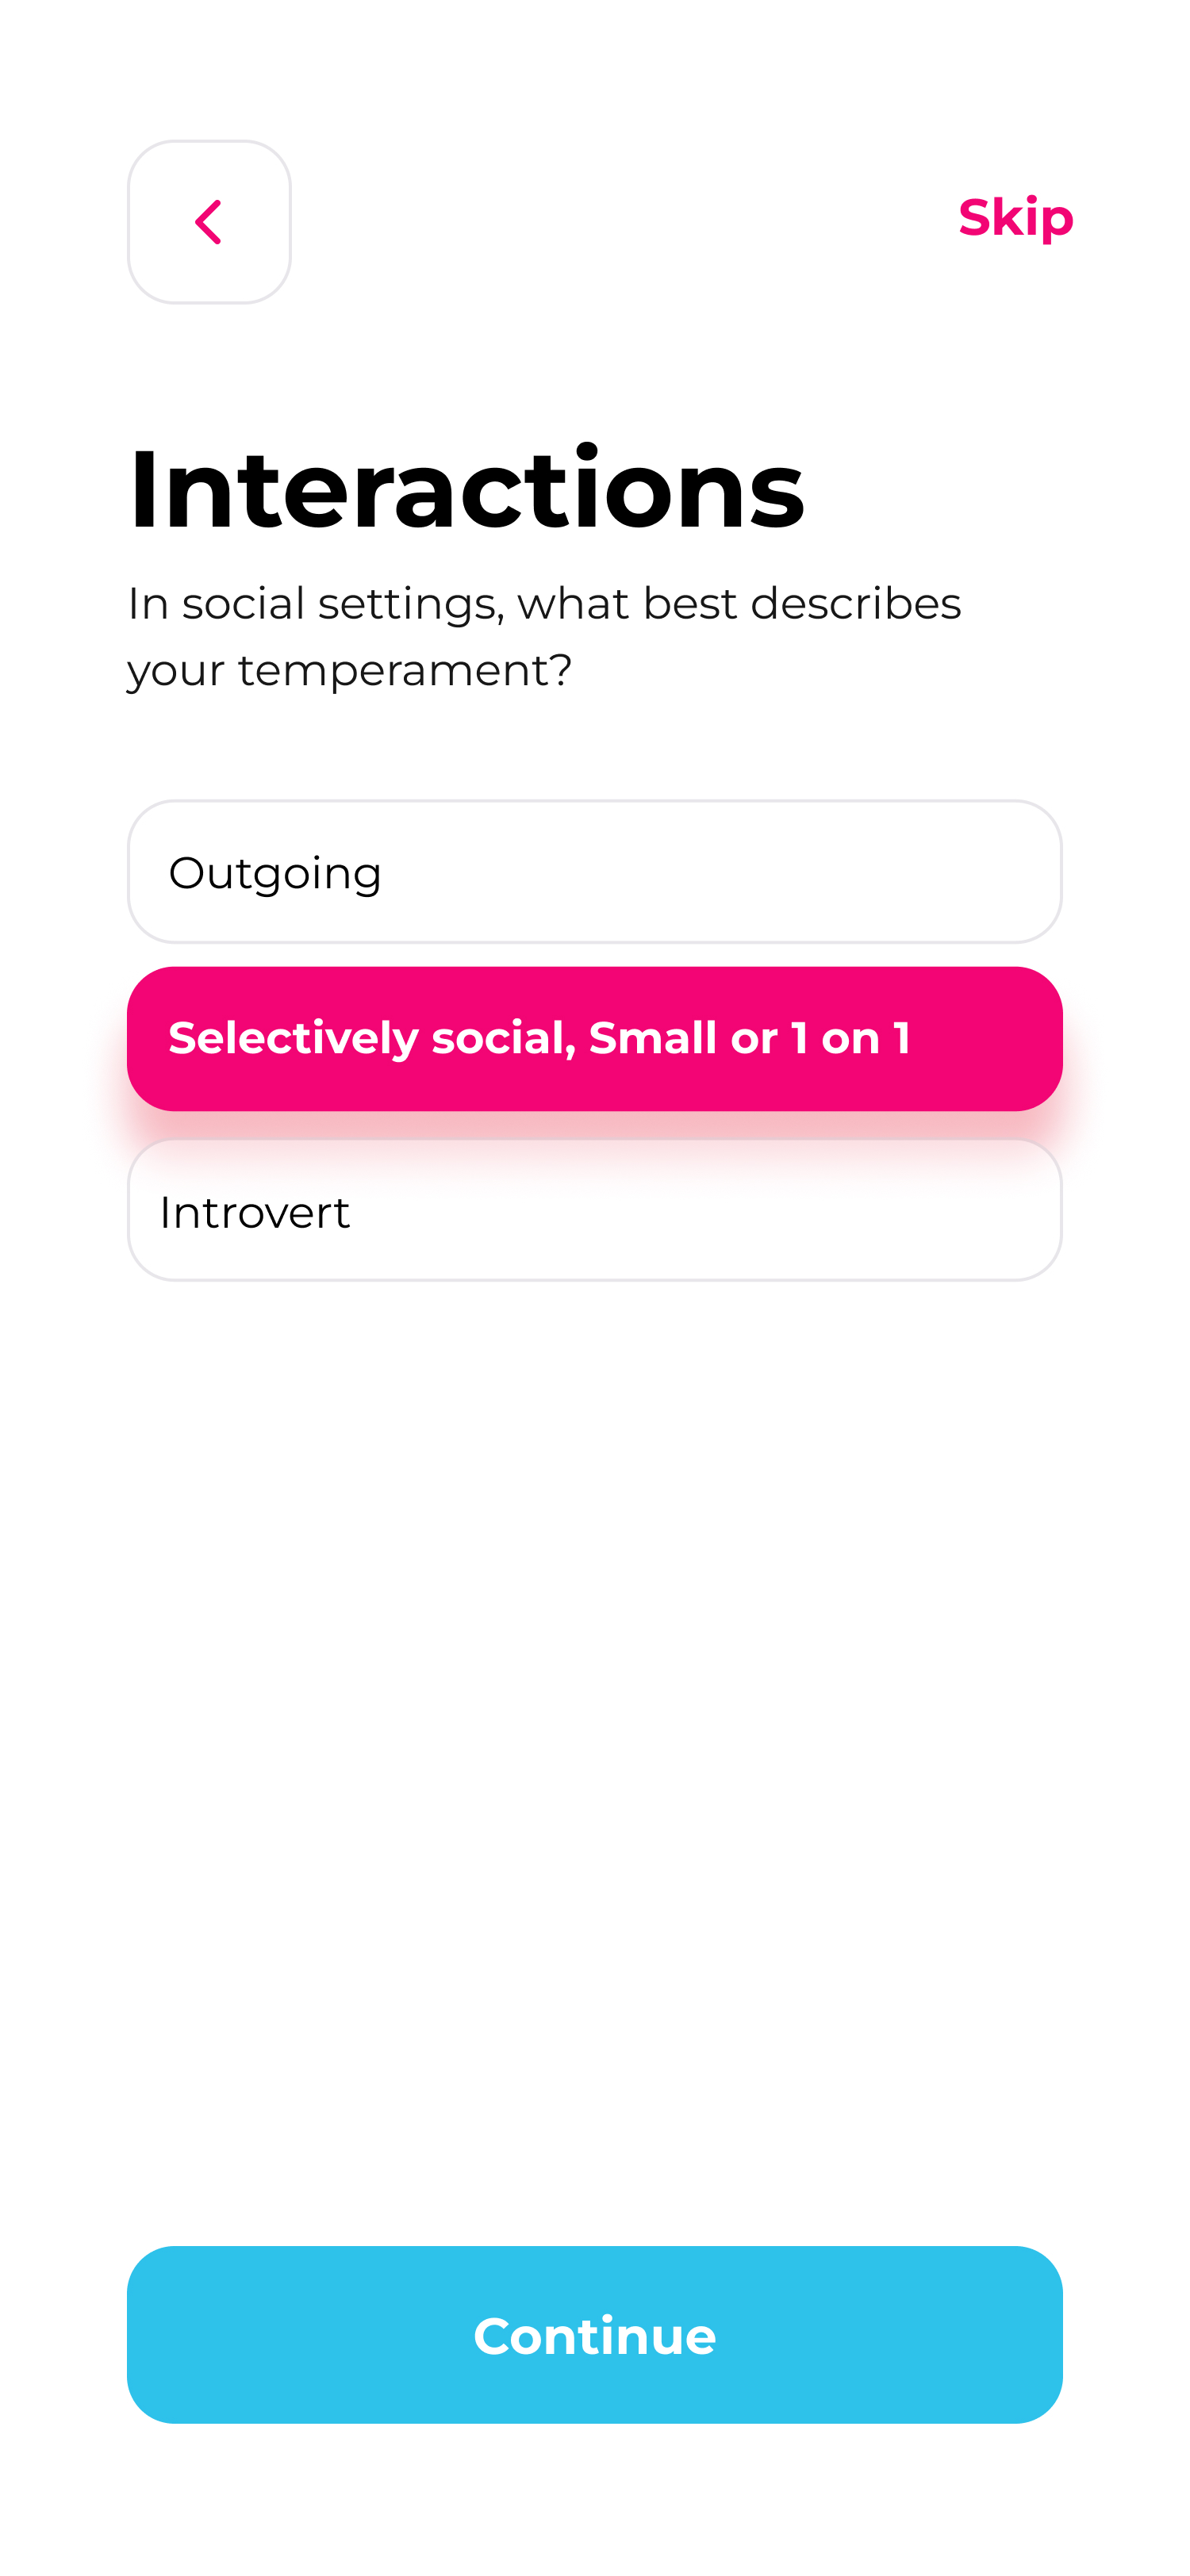 Skip
Interactions
In social settings, what best describes
your temperament?
Outgoing
Selectively social, Small or 1 on 1
Introvert
Continue